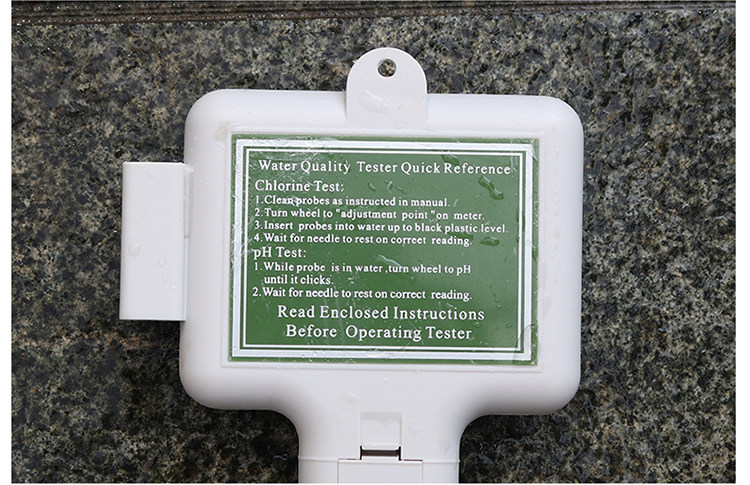 Water Quality Tester Quick Reference
Chlorine Test:
1.Clean probes as instructed in manual.
2.Turn wheel to "adjustment point "on meter.
3.Insert probes into water up to black plastic level.
4.Wait for needle to rest on correct reading.
pH Test:
1.While probe is in water ,turn wheel to pH
until it clicks.
2.Wait for needle to rest on correct reading.
Read Enclosed Instructions
Before Operating Tester